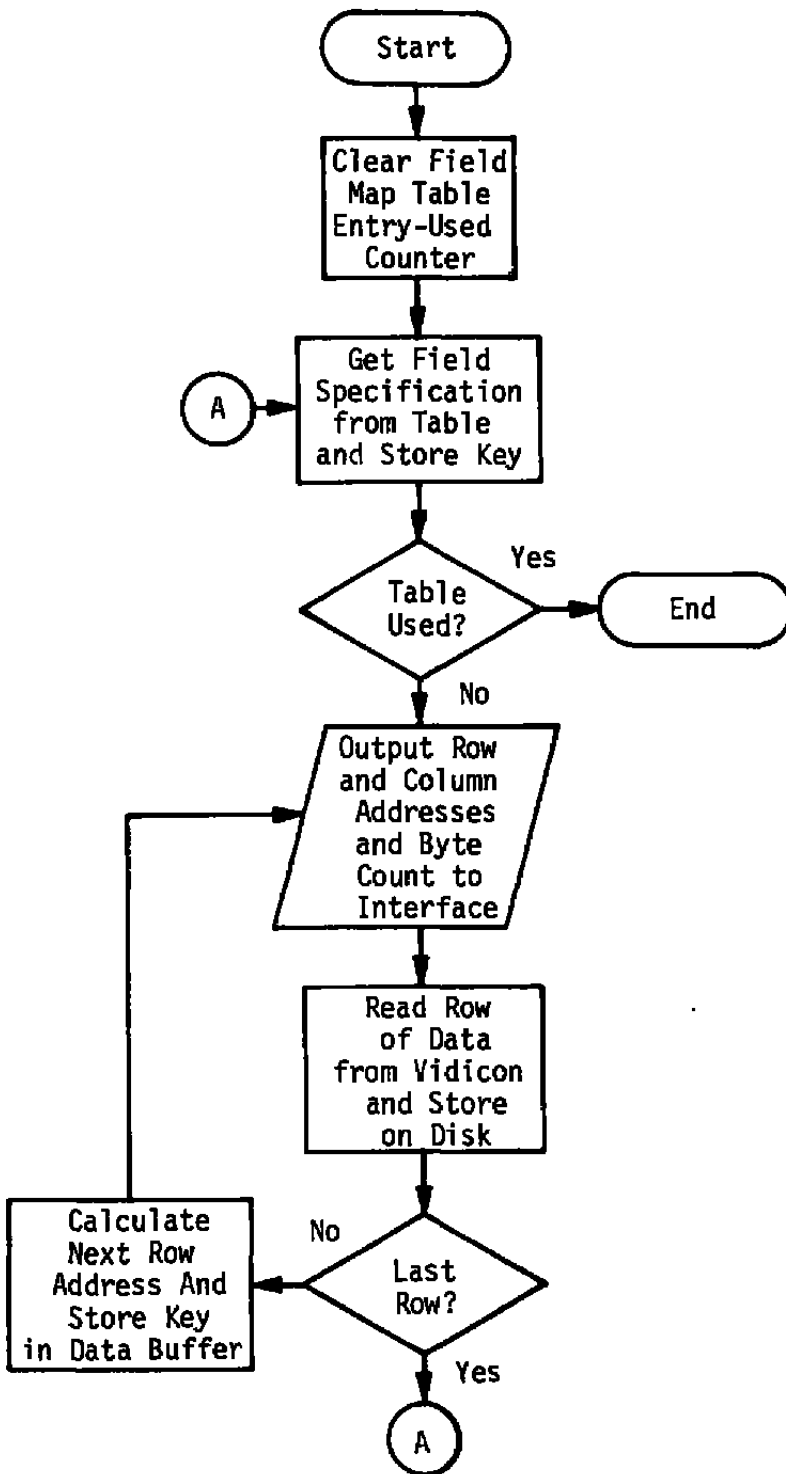 Start
Clear Field
Map Table
Entry-Used
Counter
Get Field
Specification
from Table
and Store Key
A
Yes
Table
Used?
End
No
Output Row
and Column
Addresses
and Byte
Count to
Interface
Read Row
of Data
from Vidicon
and Store
on Disk
Calculate
Next Row
Address And
Store Key
in Data Buffer
No
Last
Row?
Yes
A